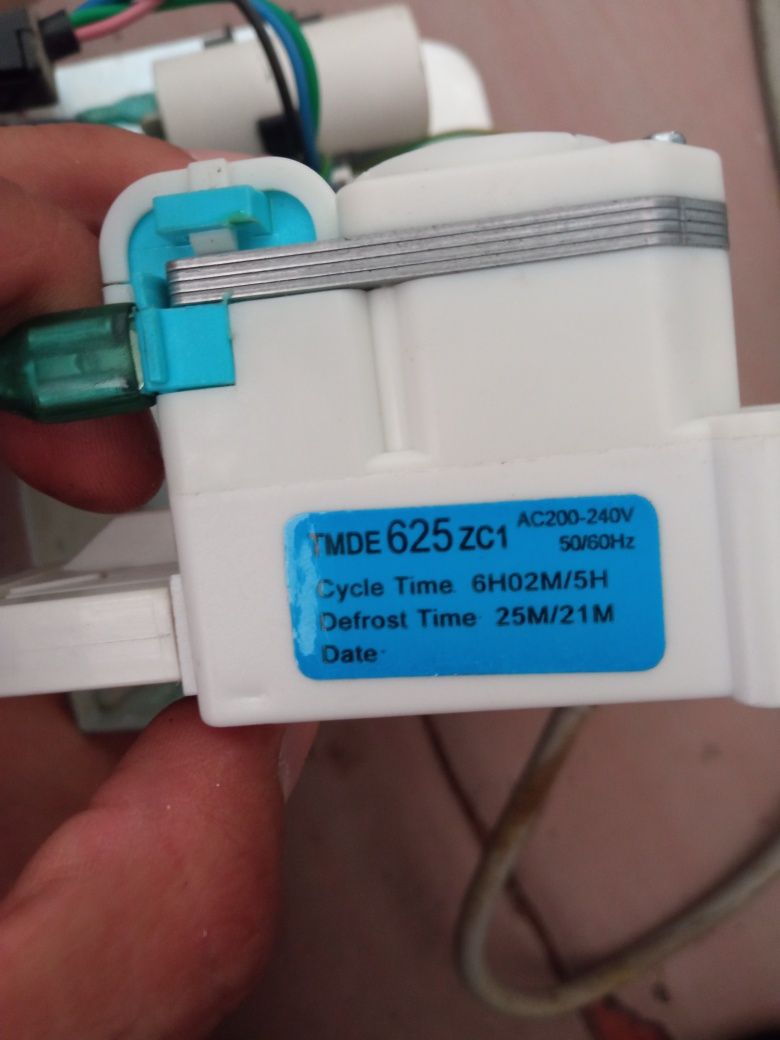 TMDE 625 ZC1 AC200-240V
50/60Hz
Cycle Time 6H02M/5H
Defrost Time 25M/21M
Date